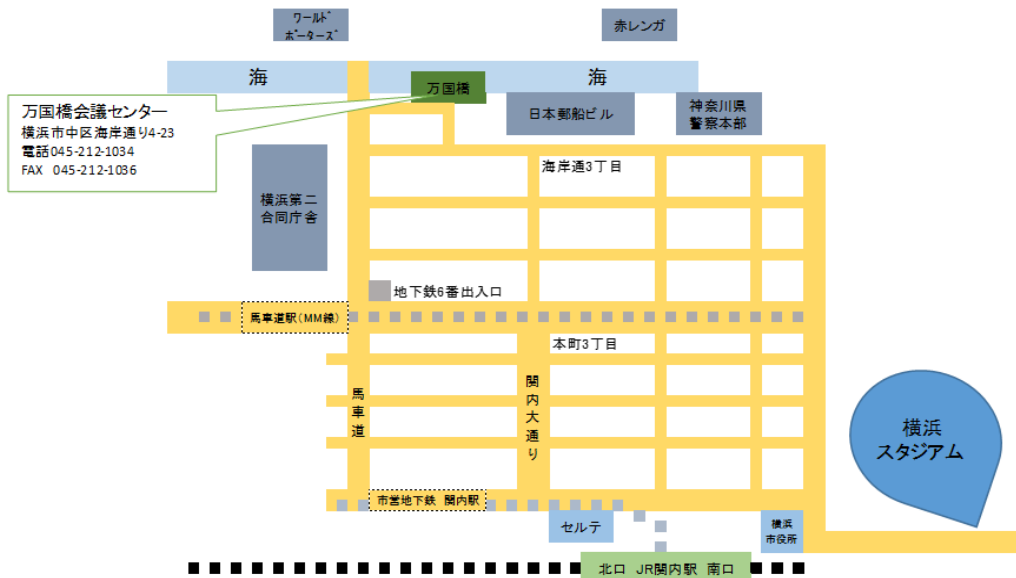 ワールド
ポーターズ
赤レンガ
海
海
万国橋
万国橋会議センター
横浜市中区海岸通り4-23
電話045-212-1034
FAX 045-212-1036
日本郵船ビル
神奈川県
警察本部
海岸通3丁目
横浜第二
合同庁舎
地下鉄6番出入口
馬車道駅(MM線)
本町3丁目
馬車道
関内大通り
横浜
スタジアム
市営地下鉄 関内駅
セルテ
横浜
市役所
北口 JR関内駅 南口